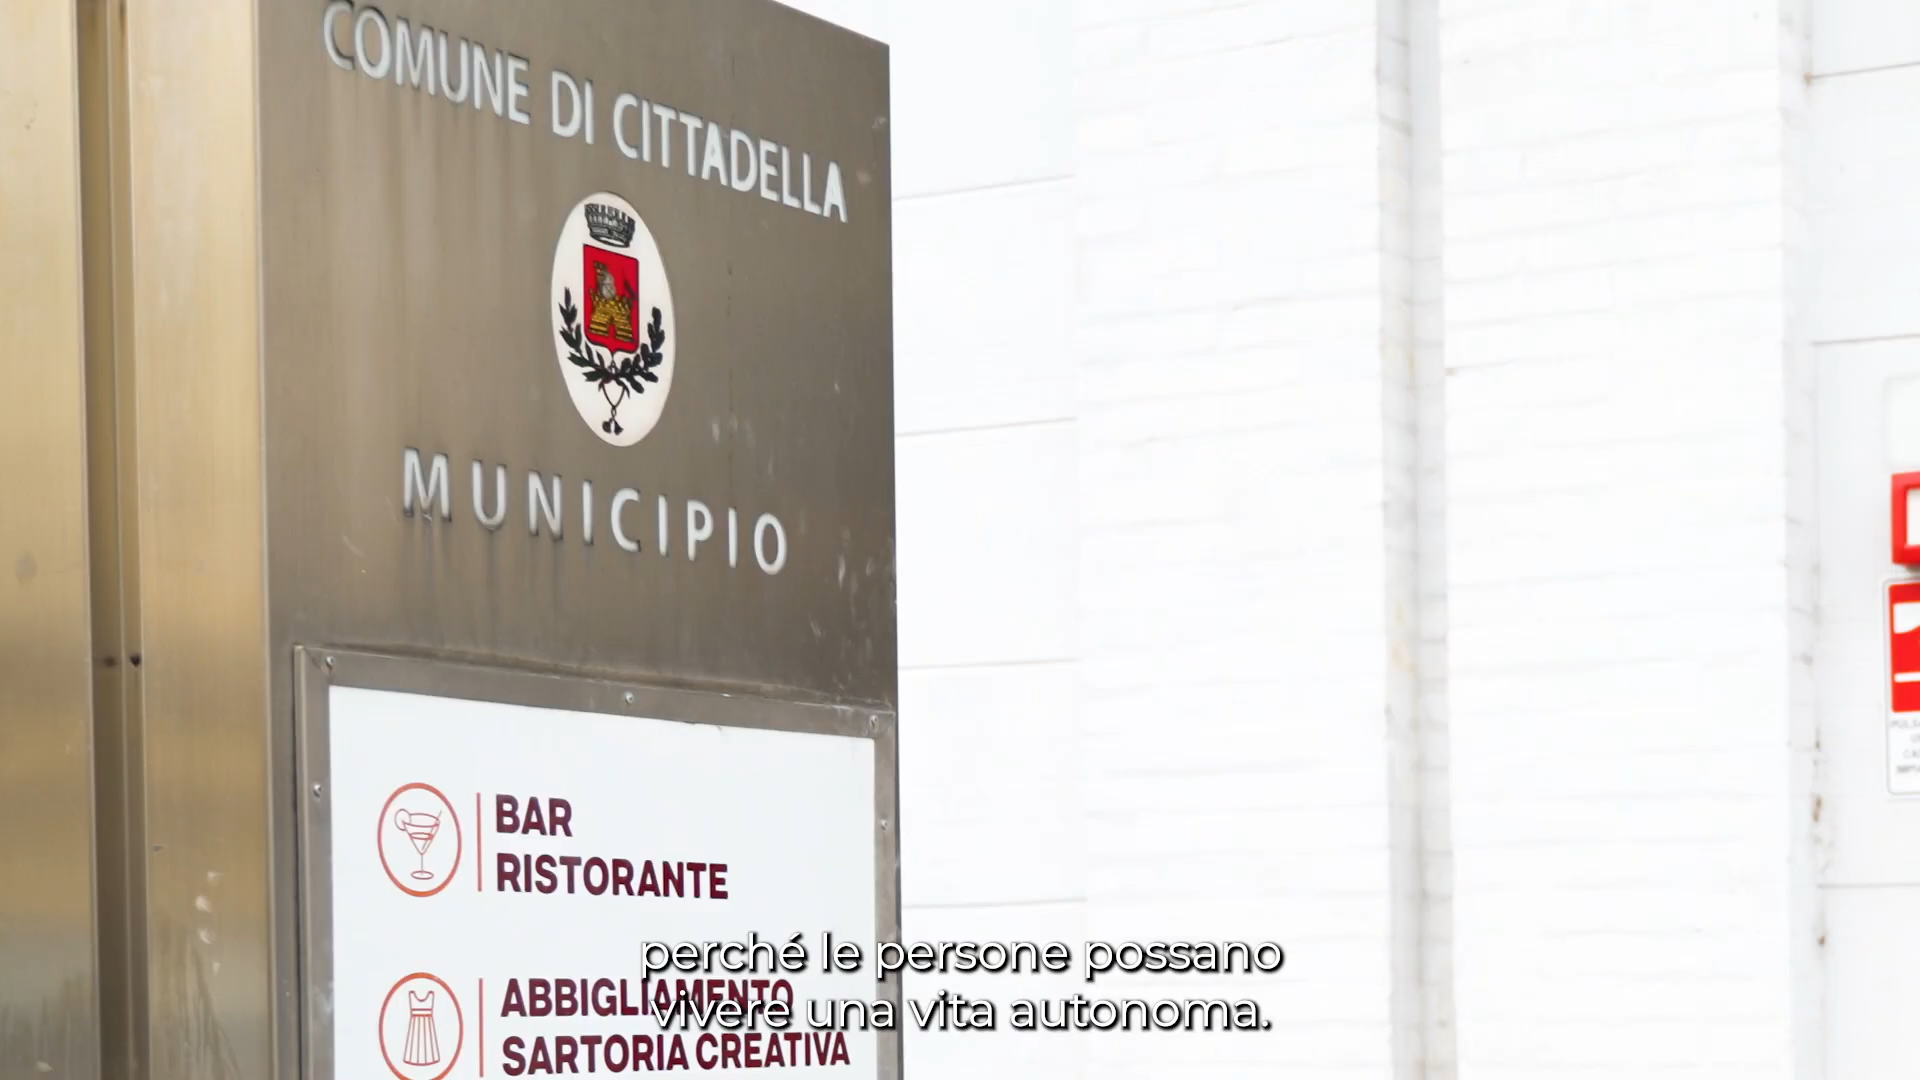 COMUNE DI CITTADELLA
MUNICIPIO
BAR
RISTORANTE
ABBIGLIAMENTO
SARTORIA CREATIVA
perché le persone possano
vivere una vita autonoma.